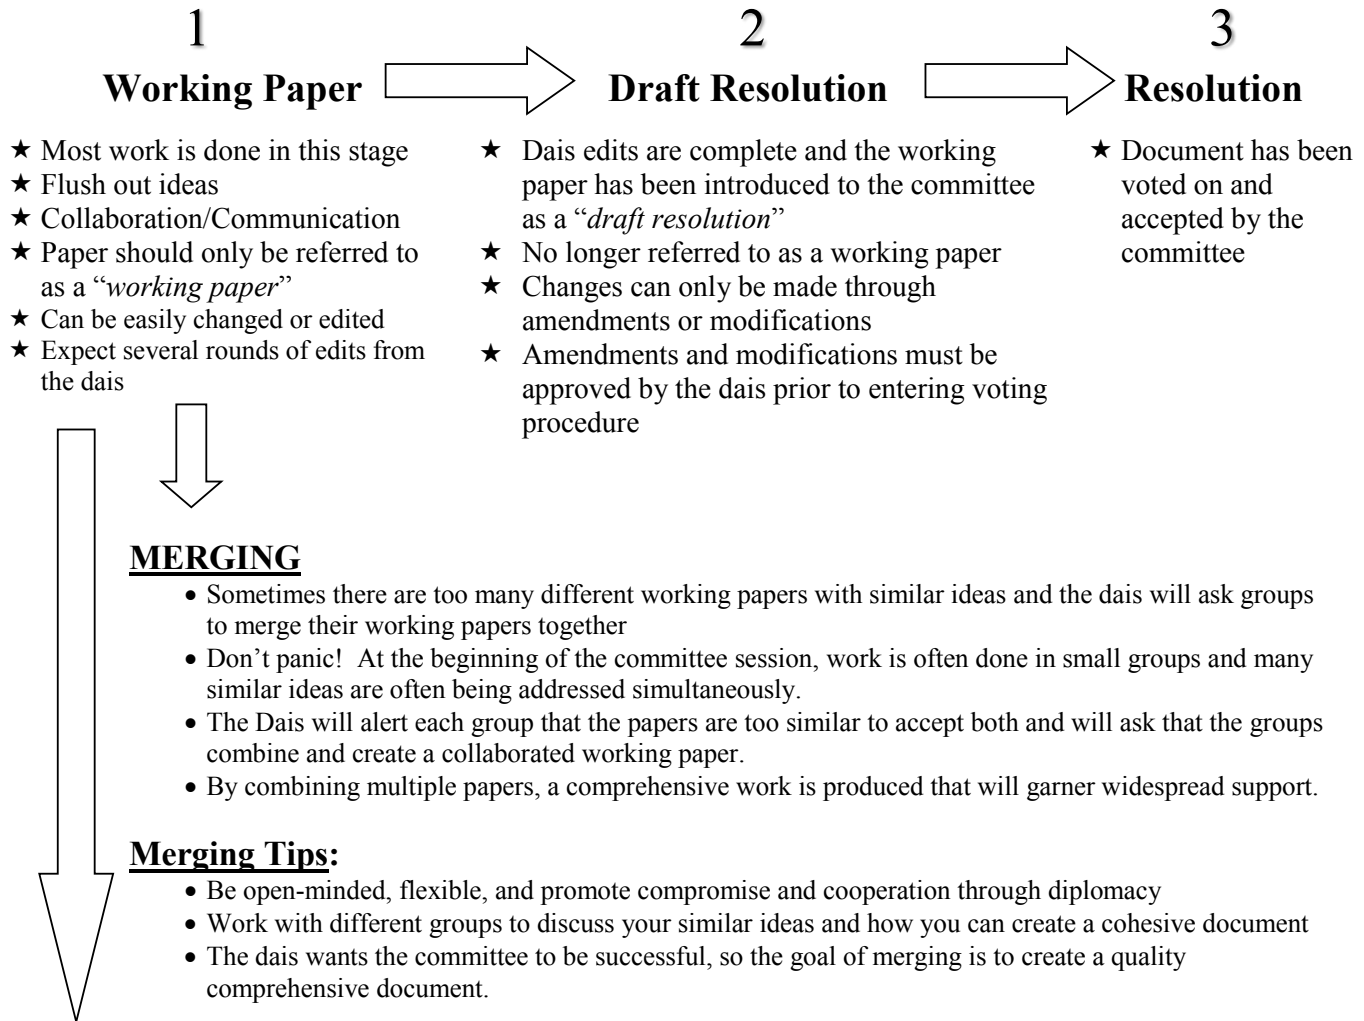 1
Working Paper
★ Most work is done in this stage
★ Flush out ideas
★ Collaboration/Communication
★ Paper should only be referred to
as a “working paper”
★ Can be easily changed or edited
★ Expect several rounds of edits from
the dais
2
Draft Resolution
★ Dais edits are complete and the working
paper has been introduced to the committee
as a “draft resolution”
★ No longer referred to as a working paper
★ Changes can only be made through
amendments or modifications
★ Amendments and modifications must be
approved by the dais prior to entering voting
procedure
3
Resolution
★ Document has been
voted on and
accepted by the
committee
MERGING
• Sometimes there are too many different working papers with similar ideas and the dais will ask groups
to merge their working papers together
• Don’t panic!  At the beginning of the committee session, work is often done in small groups and many
similar ideas are often being addressed simultaneously.
• The Dais will alert each group that the papers are too similar to accept both and will ask that the groups
combine and create a collaborated working paper.
• By combining multiple papers, a comprehensive work is produced that will garner widespread support.
Merging Tips:
• Be open-minded, flexible, and promote compromise and cooperation through diplomacy
• Work with different groups to discuss your similar ideas and how you can create a cohesive document
• The dais wants the committee to be successful, so the goal of merging is to create a quality
comprehensive document.